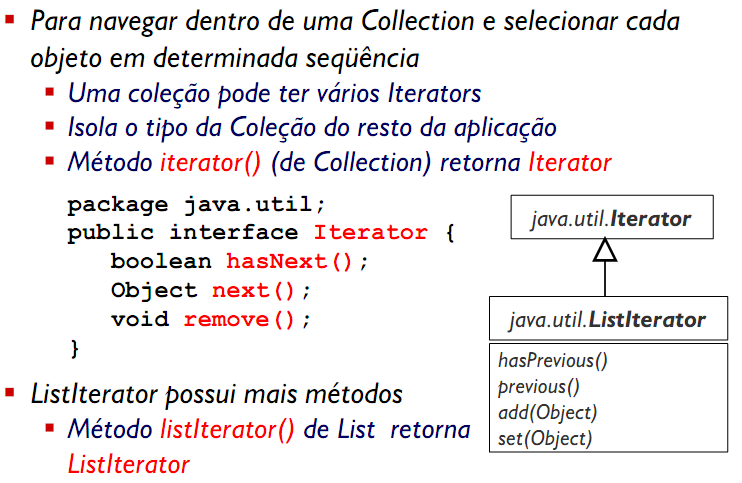 Para navegar dentro de uma Collection e selecionar cada
objeto em determinada seqüência
Uma coleção pode ter vários Iterators
Isola o tipo da Coleção do resto da aplicação
Método iterator() (de Collection) retorna Iterator
package java.util;
public interface Iterator {
boolean hasNext();
Object next();
void remove();
}
java.util.Iterator
java.util.ListIterator
hasPrevious()
previous()
add(Object)
set(Object)
ListIterator possui mais métodos
Método listIterator() de List retorna
ListIterator